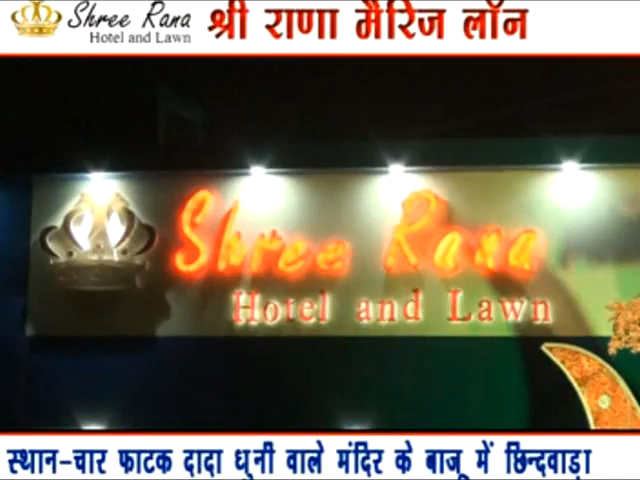 Shree Rana
Hotel and Lawn
श्री राणा मैरिज लॉन
Shree Rana
Hotel and Lawn
स्थान-चार फाटक दादा धुनी वाले मंदिर के बाजू में छिन्दवाड़ा